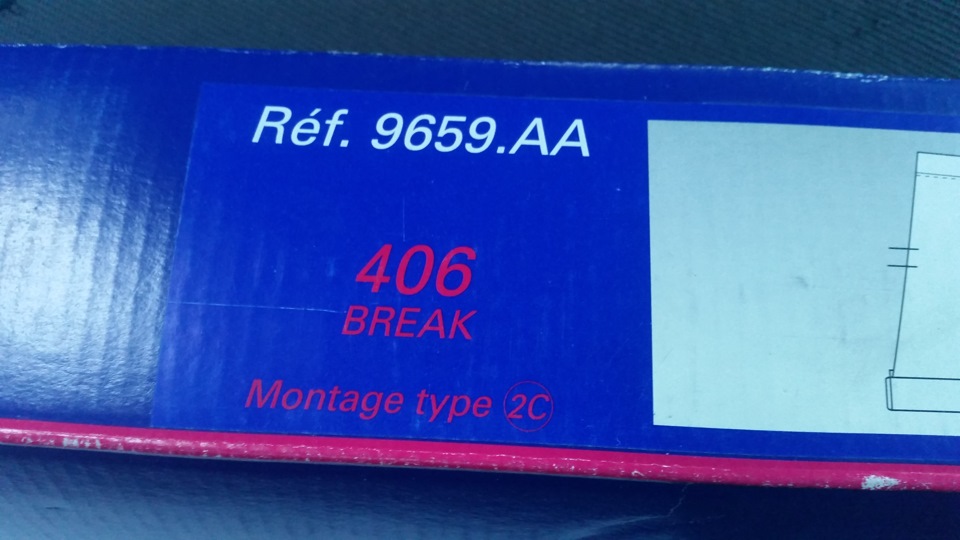 Réf. 9659.AA
406
BREAK
Montage type 2C